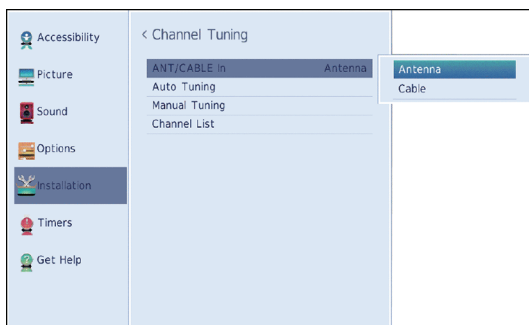 Accessibility
Picture
Sound
Options
Installation
Timers
Get Help
< Channel Tuning
ANT/CABLE In Antenna
Auto Tuning
Manual Tuning
Channel List
Antenna
Cable